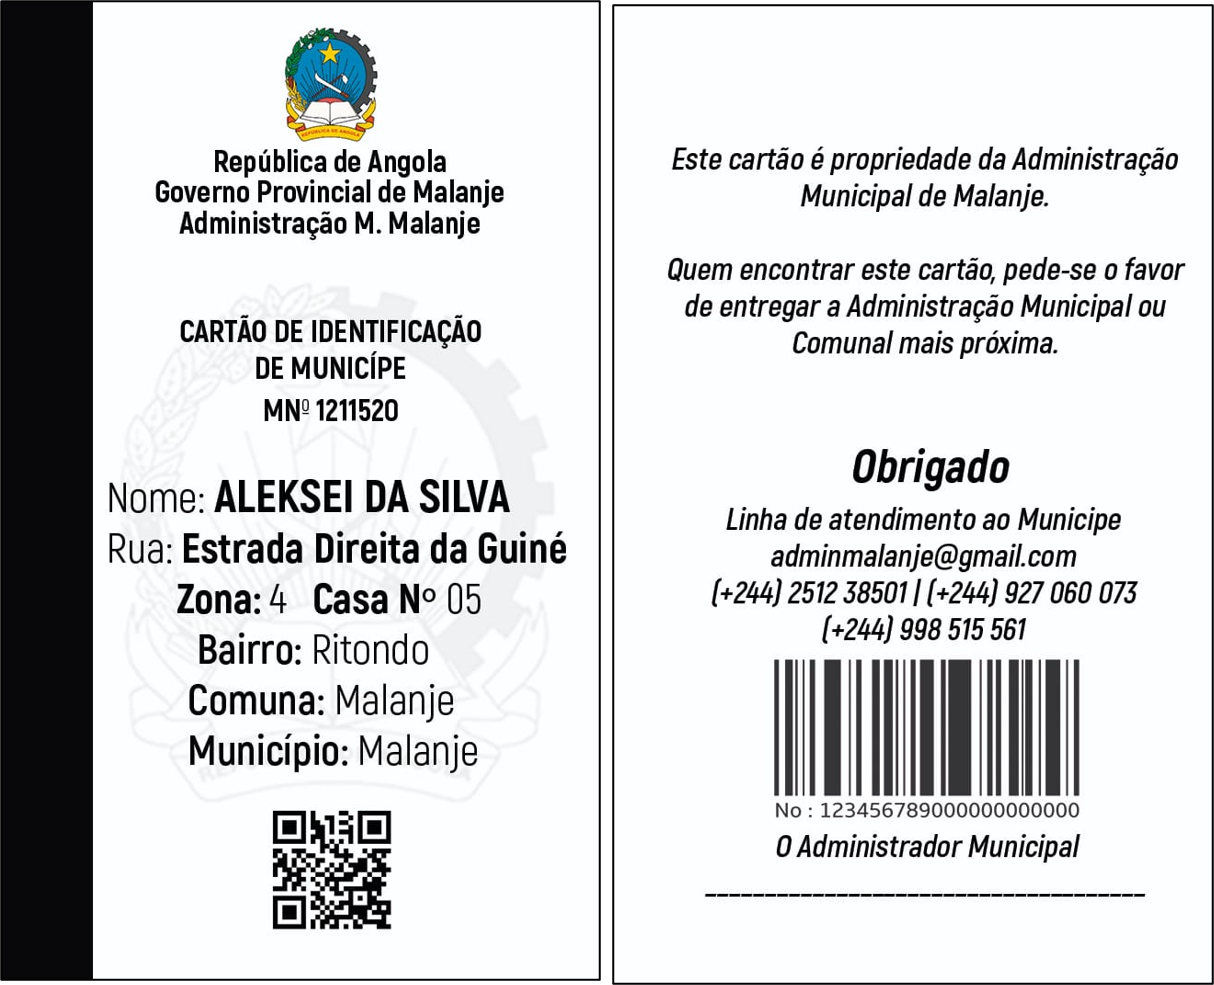 REPÚBLICA DE ANGOLA
República de Angola
Governo Provincial de Malanje
Administração M. Malanje
CARTÃO DE IDENTIFICAÇÃO
DE MUNICÍPE
MNº 1211520
Nome: ALEKSEI DA SILVA
Rua: Estrada Direita da Guiné
Zona: 4 Casa Nº 05
Bairro: Ritondo
Comuna: Malanje
Município: Malanje
Este cartão é propriedade da Administração
Municipal de Malanje.
Quem encontrar este cartão, pede-se o favor
de entregar a Administração Municipal ou
Comunal mais próxima.
Obrigado
Linha de atendimento ao Municipe
adminmalanje@gmail.com
(+244) 2512 38501 | (+244) 927 060 073
(+244) 998 515 561
No : 123456789000000000000
O Administrador Municipal